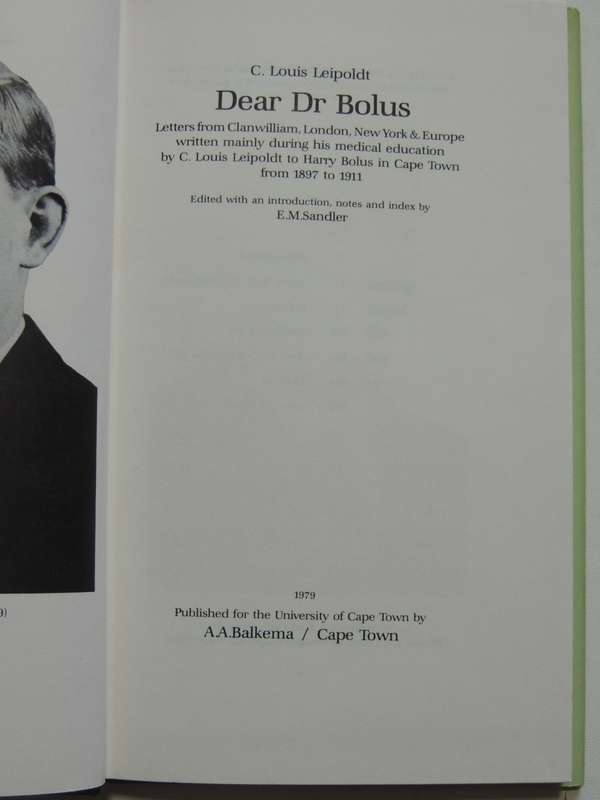 C. Louis Leipoldt
Dear Dr Bolus
Letters from Clanwilliam, London, New York & Europe
written mainly during his medical education
by C. Louis Leipoldt to Harry Bolus in Cape Town
from 1897 to 1911
Edited with an introduction, notes and index by
E.M.Sandler
9)
1979
Published for the University of Cape Town by
A.A.Balkema / Cape Town